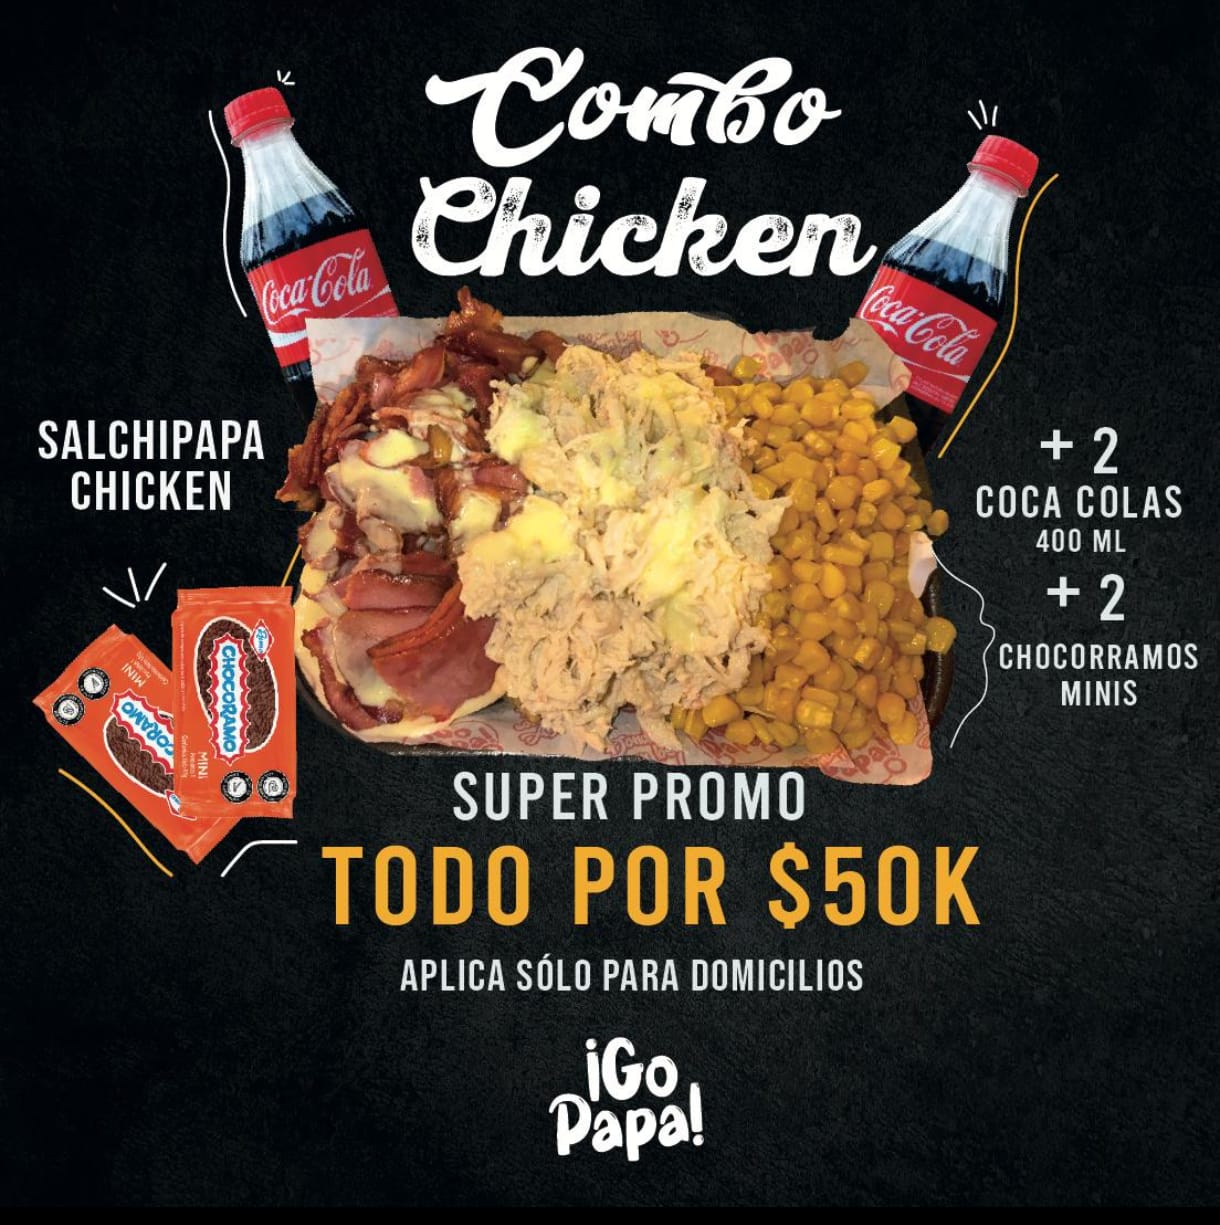 Combo
Chicken
Coca-Cola
Coca-Cola
SALCHIPAPA
CHICKEN
+ 2
COCA COLAS
400 ML
+ 2
CHOCORRAMOS
MINIS
CHOCORAMO
MINI
MINI
SUPER PROMO
TODO POR $50K
APLICA SÓLO PARA DOMICILIOS
¡Go
Papa!